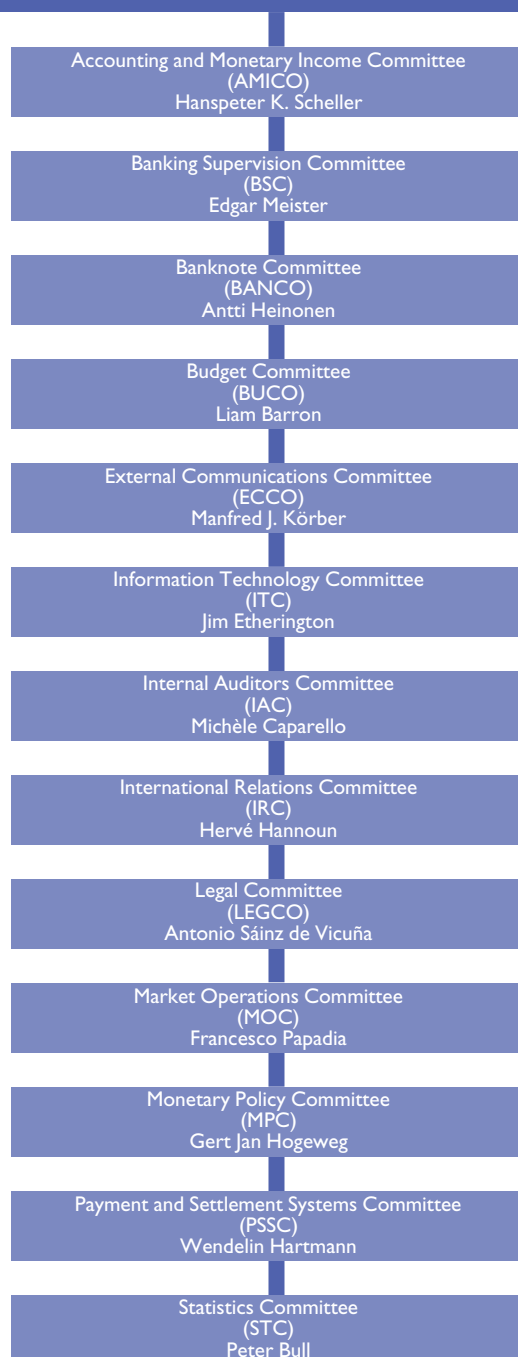 Accounting and Monetary Income Committee
(AMICO)
Hanspeter K. Scheller
Banking Supervision Committee
(BSC)
Edgar Meister
Banknote Committee
(BANCO)
Antti Heinonen
Budget Committee
(BUCO)
Liam Barron
External Communications Committee
(ECCO)
Manfred J. Körber
Information Technology Committee
(ITC)
Jim Etherington
Internal Auditors Committee
(IAC)
Michèle Caparello
International Relations Committee
(IRC)
Hervé Hannoun
Legal Committee
(LEGCO)
Antonio Sáinz de Vicuña
Market Operations Committee
(MOC)
Francesco Papadia
Monetary Policy Committee
(MPC)
Gert Jan Hogeweg
Payment and Settlement Systems Committee
(PSSC)
Wendelin Hartmann
Statistics Committee
(STC)
Peter Bull